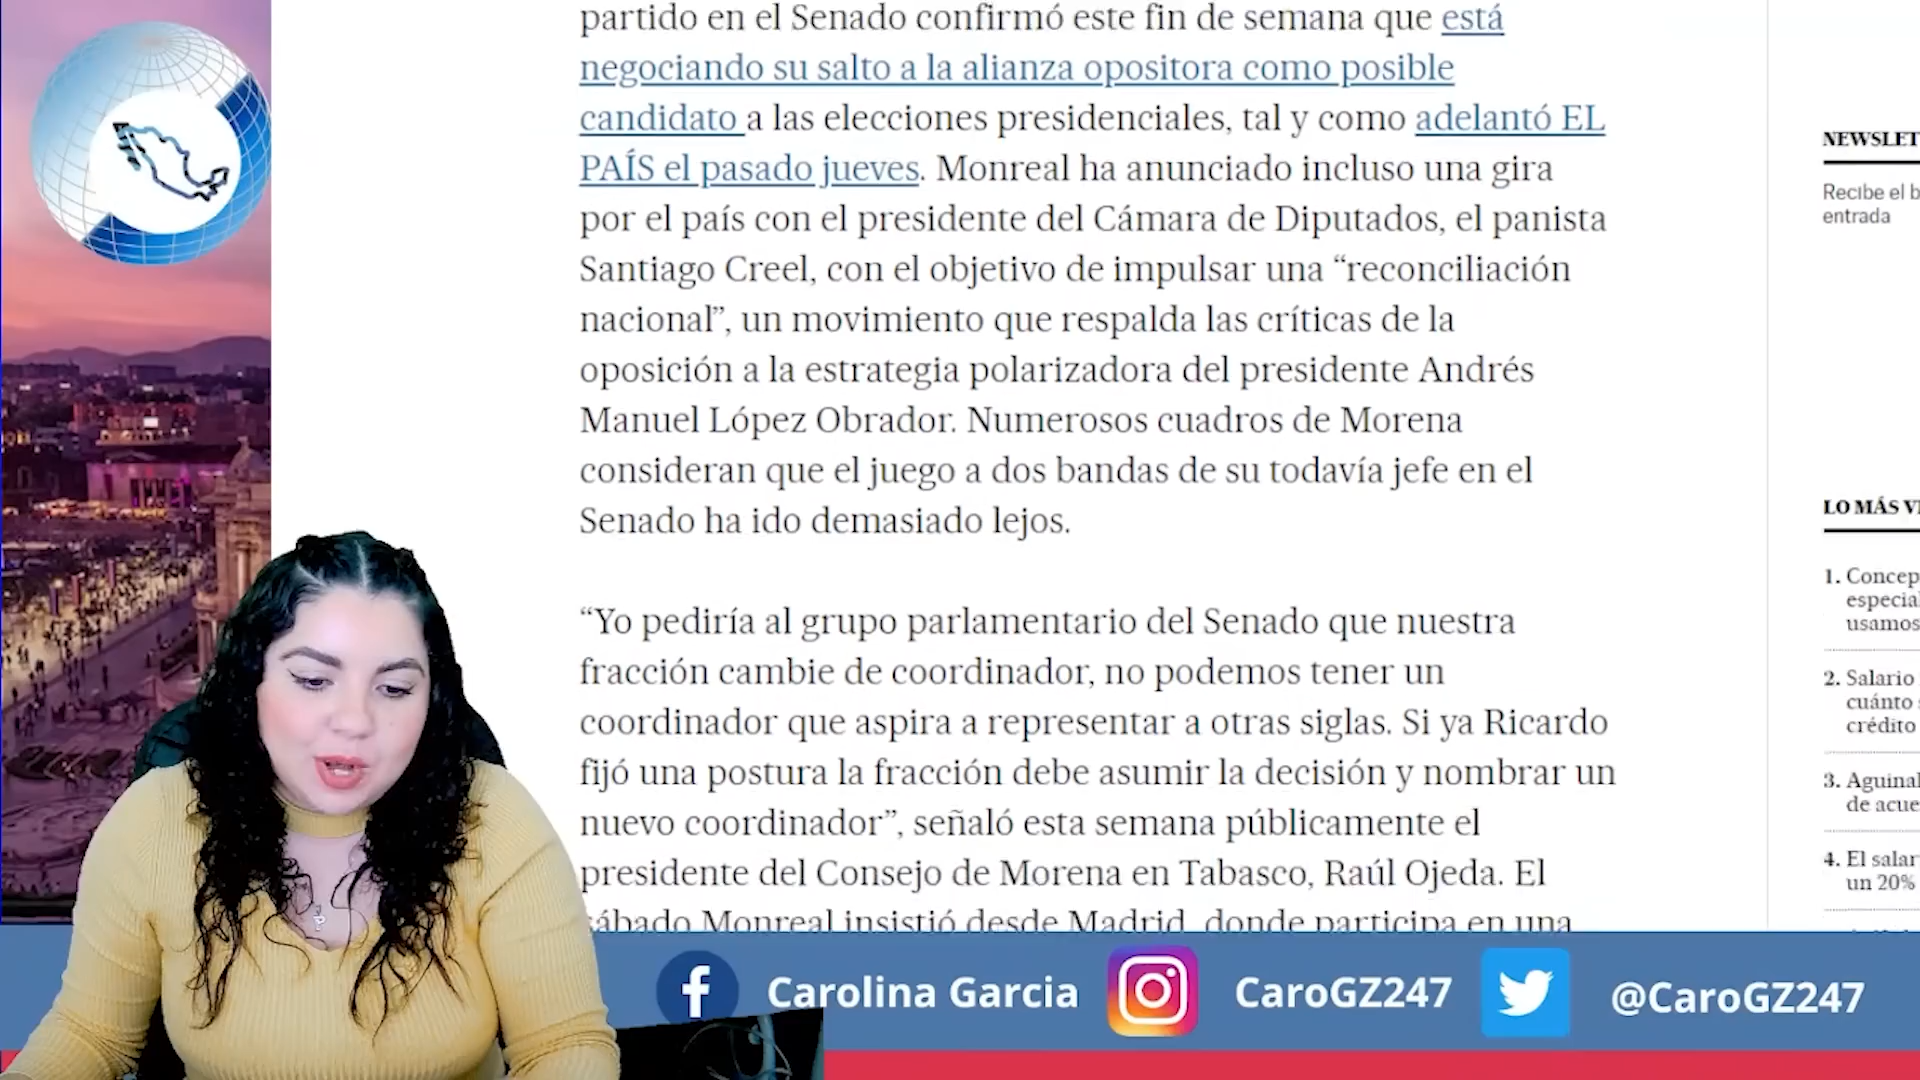 partido en el Senado confirmó este fin de semana que está
negociando su salto a la alianza opositora como posible
candidato a las elecciones presidenciales, tal y como adelantó EL
PAÍS el pasado jueves. Monreal ha anunciado incluso una gira
por el país con el presidente del Cámara de Diputados, el panista
Santiago Creel, con el objetivo de impulsar una “reconciliación
nacional”, un movimiento que respalda las críticas de la
oposición a la estrategia polarizadora del presidente Andrés
Manuel López Obrador. Numerosos cuadros de Morena
consideran que el juego a dos bandas de su todavía jefe en el
Senado ha ido demasiado lejos.
“Yo pediría al grupo parlamentario del Senado que nuestra
fracción cambie de coordinador, no podemos tener un
coordinador que aspira a representar a otras siglas. Si ya Ricardo
fijó una postura la fracción debe asumir la decisión y nombrar un
nuevo coordinador”, señaló esta semana públicamente el
presidente del Consejo de Morena en Tabasco, Raúl Ojeda. El
sábado Monreal insistió desde Madrid, donde participa en una
NEWSLET
Recibe el b
entrada
LO MÁS V
1. Concep
especial
usamos
2. Salario
cuánto
crédito
3. Aguinal
de acue
4. El salar
un 20%
Carolina Garcia
CaroGZ247
@CaroGZ247